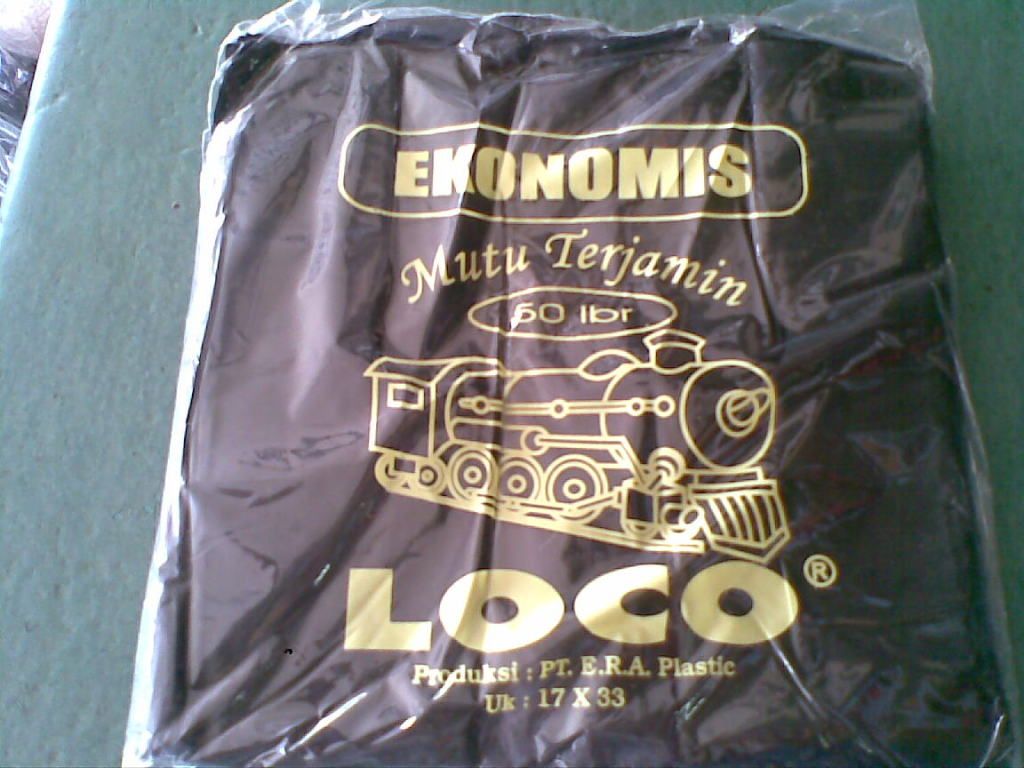 EKONOMIS
Mutu Terjamin
50 lbr
LOCO ®
Produksi : PT. E.R.A. Plastic
Uk : 17 X 33